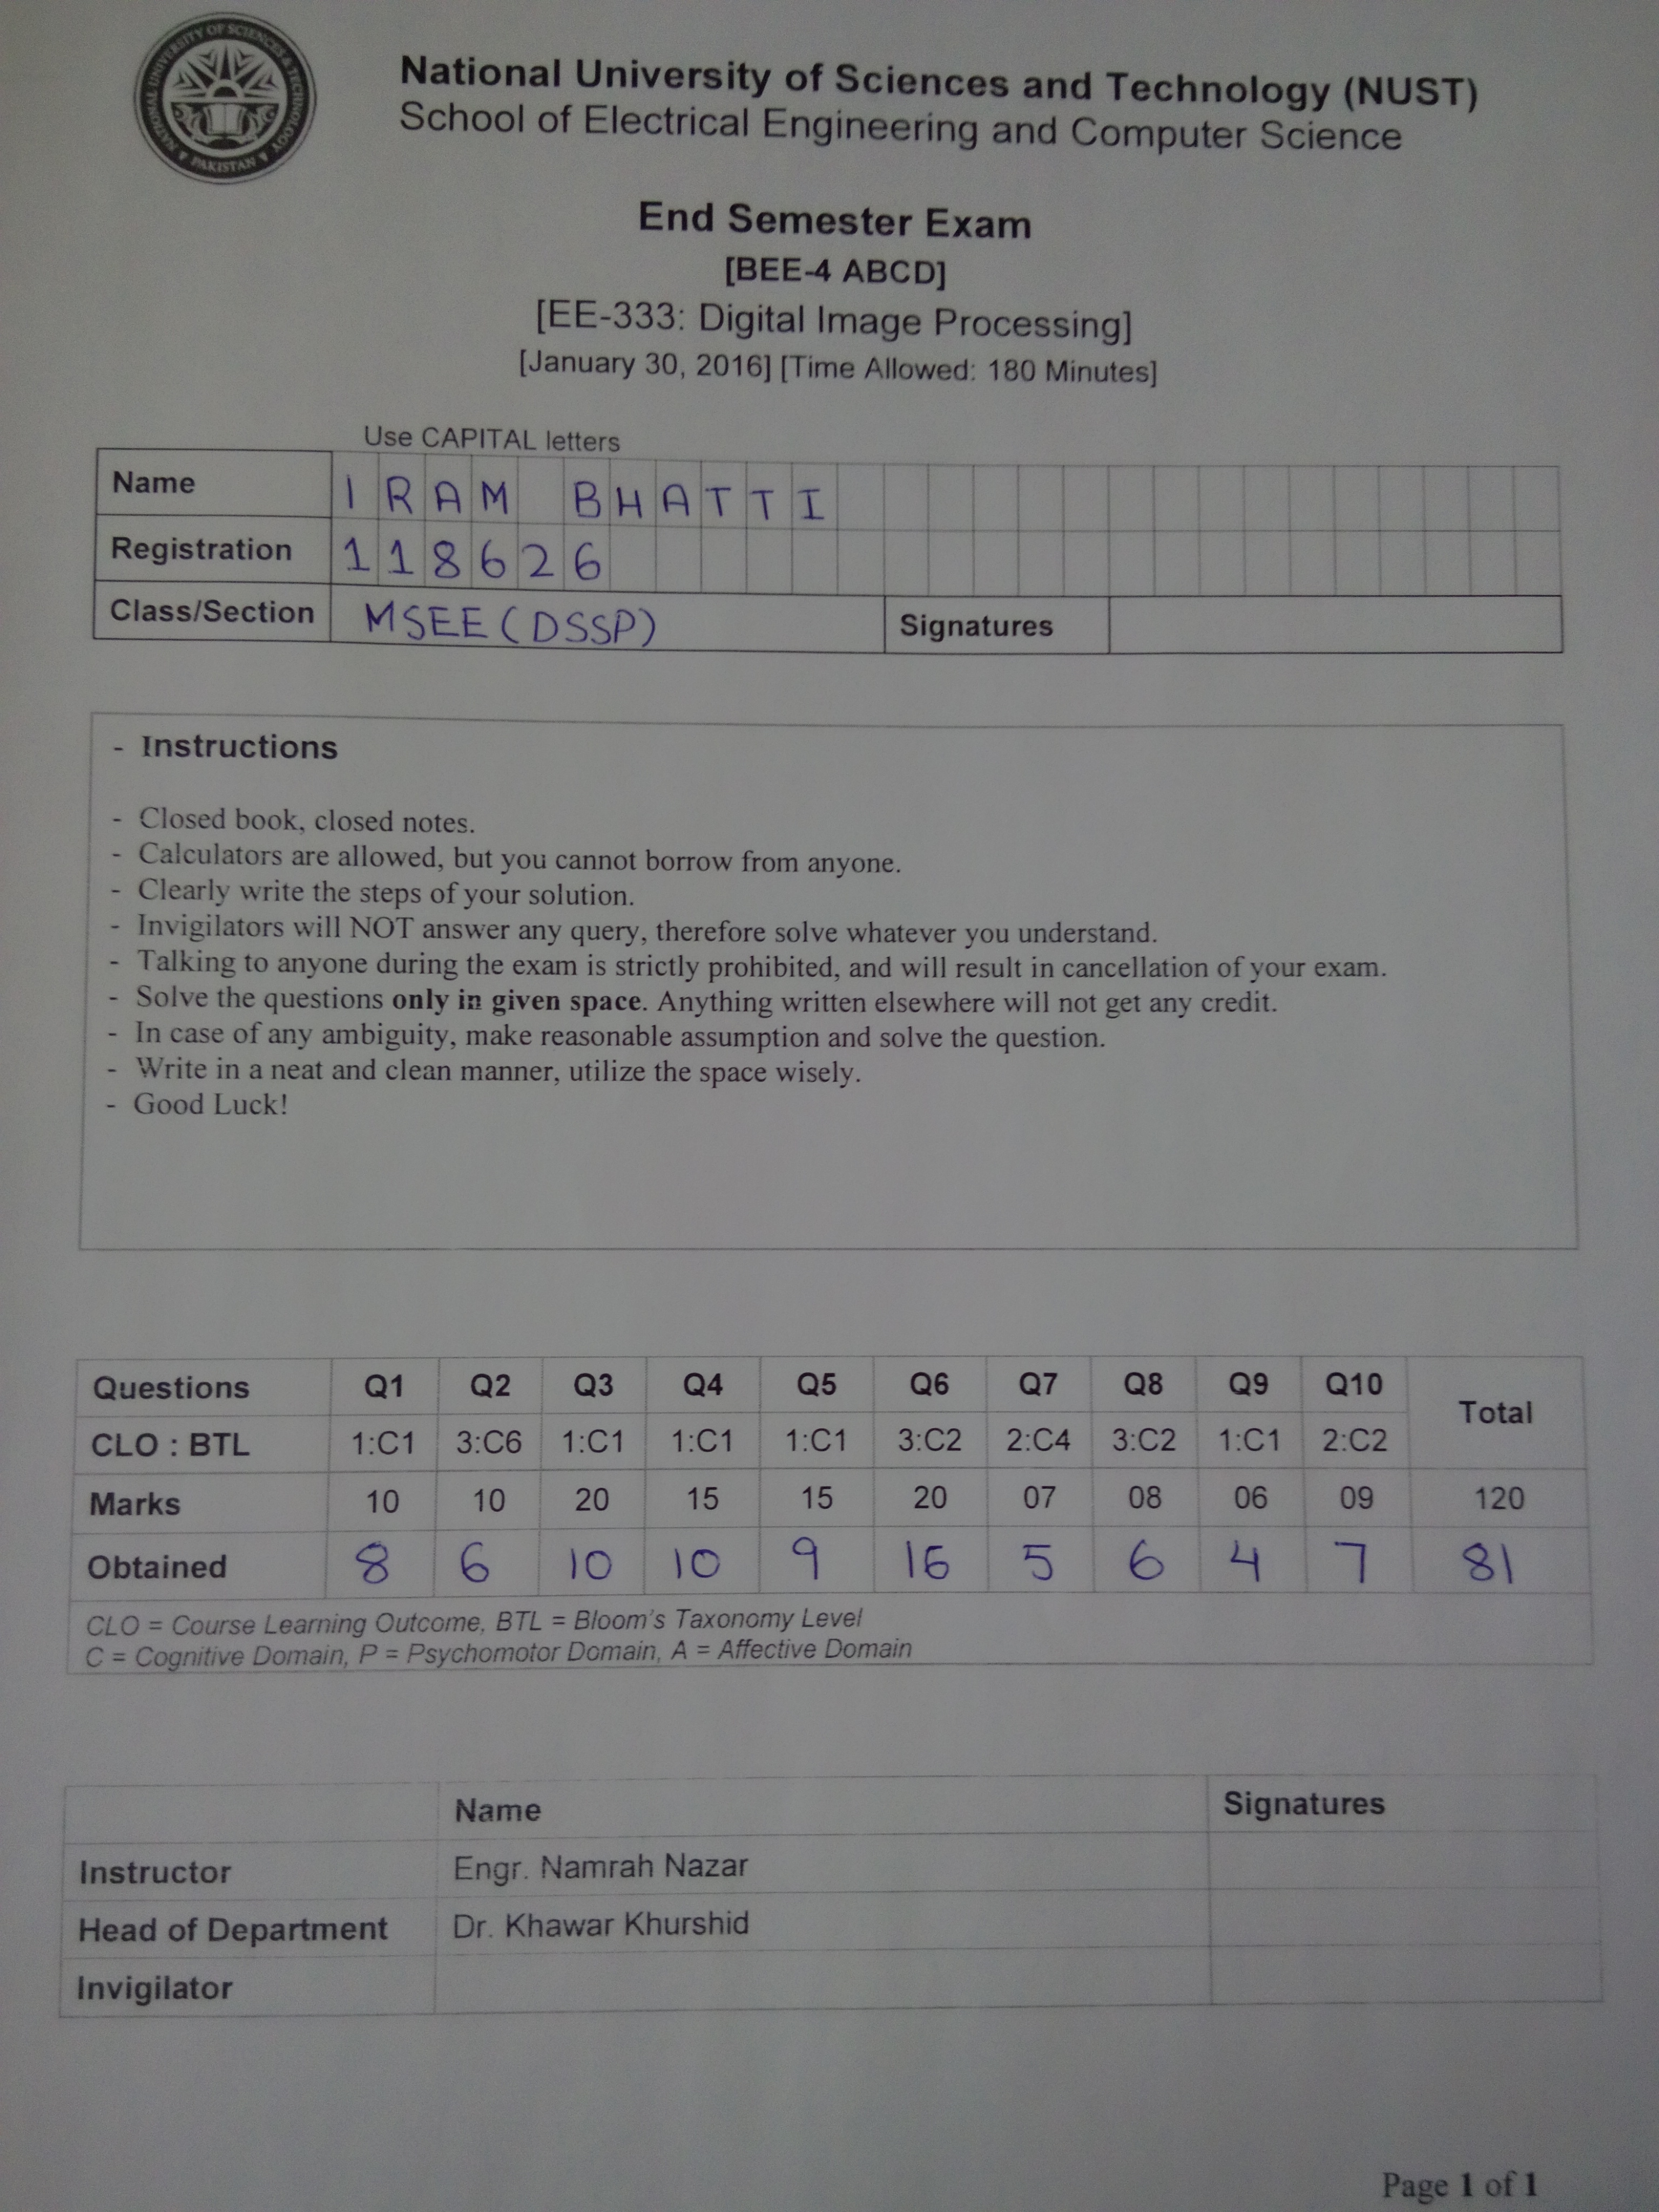 NATIONAL UNIVERSITY OF SCIENCES & TECHNOLOGY
PAKISTAN
National University of Sciences and Technology (NUST)
School of Electrical Engineering and Computer Science
End Semester Exam
[BEE-4 ABCD]
[EE-333: Digital Image Processing]
[January 30, 2016] [Time Allowed: 180 Minutes]
Use CAPITAL letters
Name IRAM BHATTI
Registration 118626
Class/Section MSEE (DSSP) Signatures
- Instructions
- Closed book, closed notes.
- Calculators are allowed, but you cannot borrow from anyone.
- Clearly write the steps of your solution.
- Invigilators will NOT answer any query, therefore solve whatever you understand.
- Talking to anyone during the exam is strictly prohibited, and will result in cancellation of your exam.
- Solve the questions only in given space. Anything written elsewhere will not get any credit.
- In case of any ambiguity, make reasonable assumption and solve the question.
- Write in a neat and clean manner, utilize the space wisely.
- Good Luck!
Questions Q1 Q2 Q3 Q4 Q5 Q6 Q7 Q8 Q9 Q10 Total
CLO : BTL 1:C1 3:C6 1:C1 1:C1 1:C1 3:C2 2:C4 3:C2 1:C1 2:C2
Marks 10 10 20 15 15 20 07 08 06 09 120
Obtained 8 6 10 10 9 16 5 6 4 7 81
CLO = Course Learning Outcome, BTL = Bloom's Taxonomy Level
C = Cognitive Domain, P = Psychomotor Domain, A = Affective Domain
Name Signatures
Instructor Engr. Namrah Nazar
Head of Department Dr. Khawar Khurshid
Invigilator
Page 1 of 1